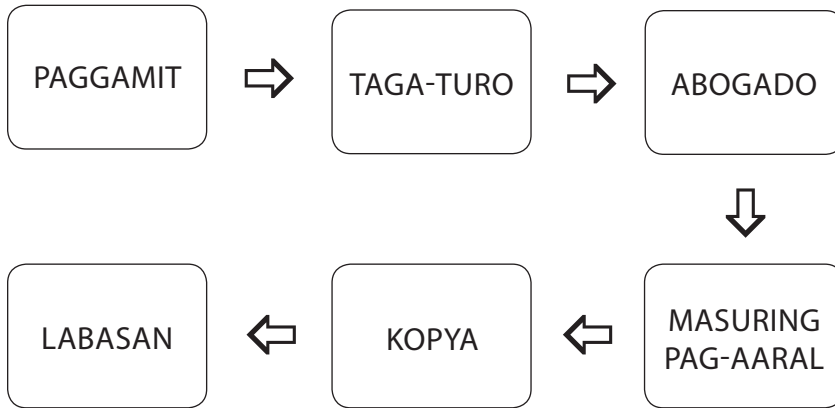 PAGGAMIT
TAGA-TURO
ABOGADO
MASURING
PAG-AARAL
KOPYA
LABASAN